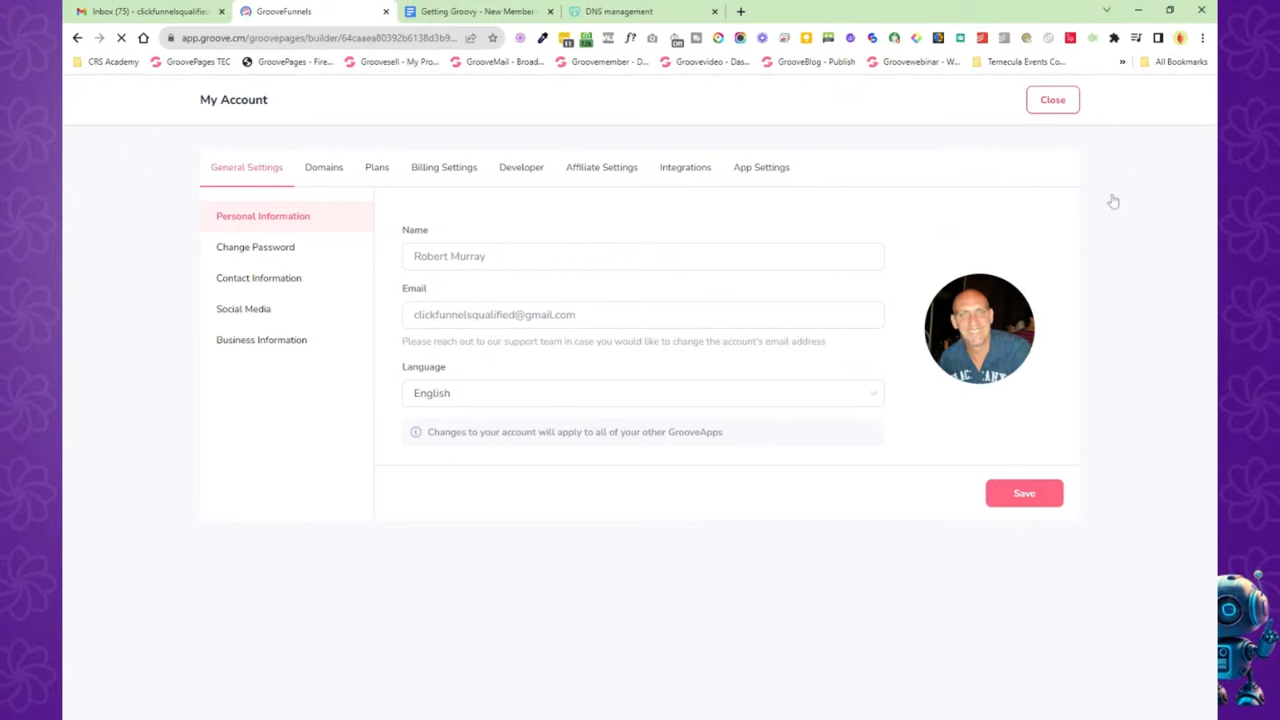 Inbox (75) - clickfunnelsqualified
GrooveFunnels
Getting Groovy - New Member
DNS management
app.groove.cm/groovepages/builder/64caaea80392b6138d3b9...
CRS Academy
GroovePages TEC
GroovePages - Fire...
Groovesell - My Pro...
GrooveMail - Broad...
Groovemember - D...
Groovevideo - Das...
GrooveBlog - Publish
Groovewebinar - W...
Temecula Events Co...
All Bookmarks
My Account
Close
General Settings
Domains
Plans
Billing Settings
Developer
Affiliate Settings
Integrations
App Settings
Personal Information
Change Password
Contact Information
Social Media
Business Information
Name
Robert Murray
Email
clickfunnelsqualified@gmail.com
Please reach out to our support team in case you would like to change the account's email address
Language
English
Changes to your account will apply to all of your other GrooveApps
Save